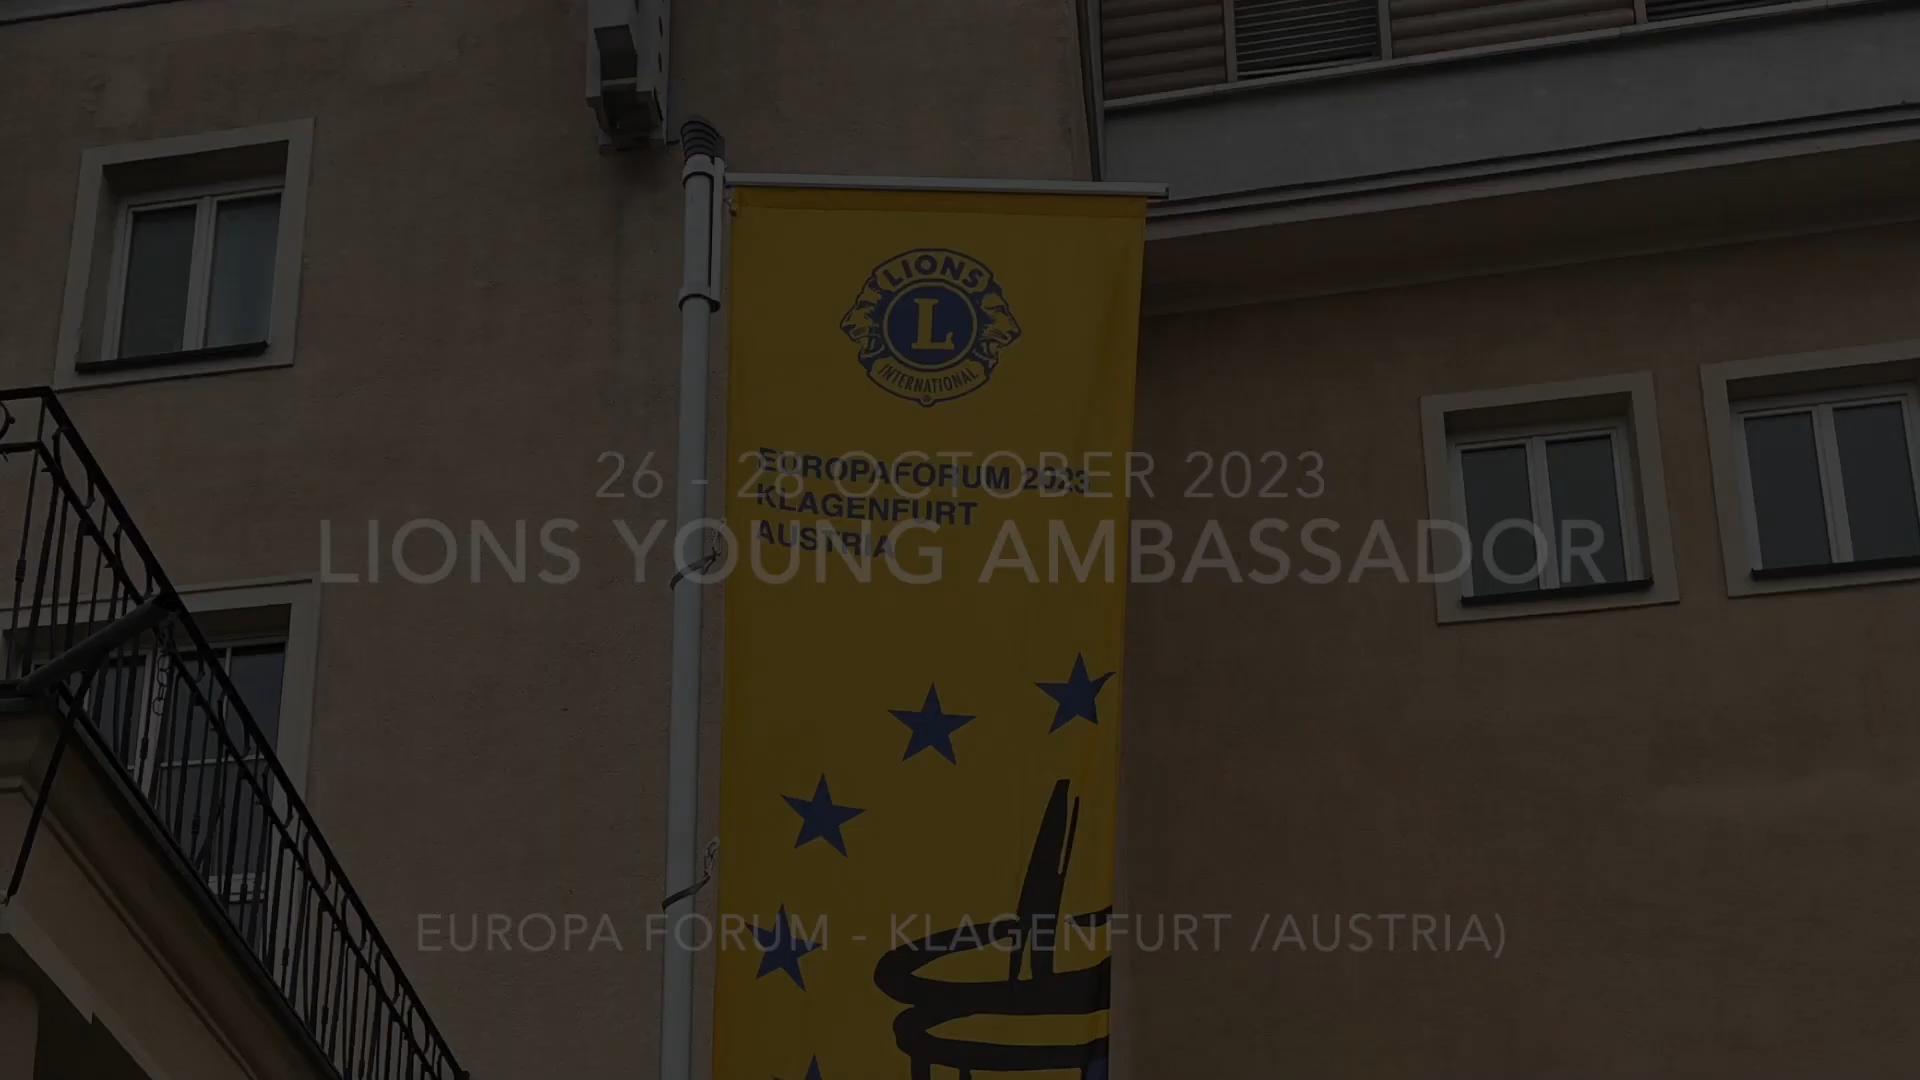 LIONS
L
INTERNATIONAL
EUROPAFORUM 2023
KLAGENFURT
AUSTRIA
26 - 28 OCTOBER 2023
LIONS YOUNG AMBASSADOR
EUROPA FORUM - KLAGENFURT /AUSTRIA)